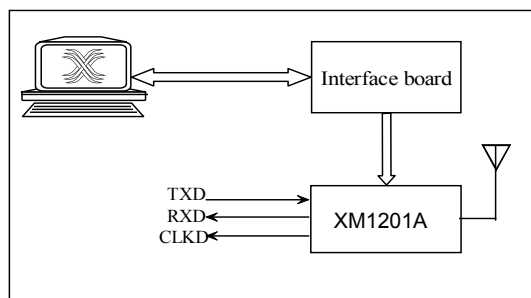 Interface board
TXD
RXD
CLKD
XM1201A